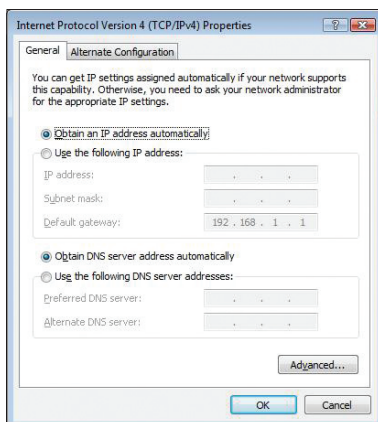 Internet Protocol Version 4 (TCP/IPv4) Properties
General
Alternate Configuration
You can get IP settings assigned automatically if your network supports
this capability. Otherwise, you need to ask your network administrator
for the appropriate IP settings.
Obtain an IP address automatically
Use the following IP address:
IP address:
. . .
Subnet mask:
. . .
Default gateway:
192 . 168 . 1 . 1
Obtain DNS server address automatically
Use the following DNS server addresses:
Preferred DNS server:
. . .
Alternate DNS server:
. . .
Advanced...
OK
Cancel